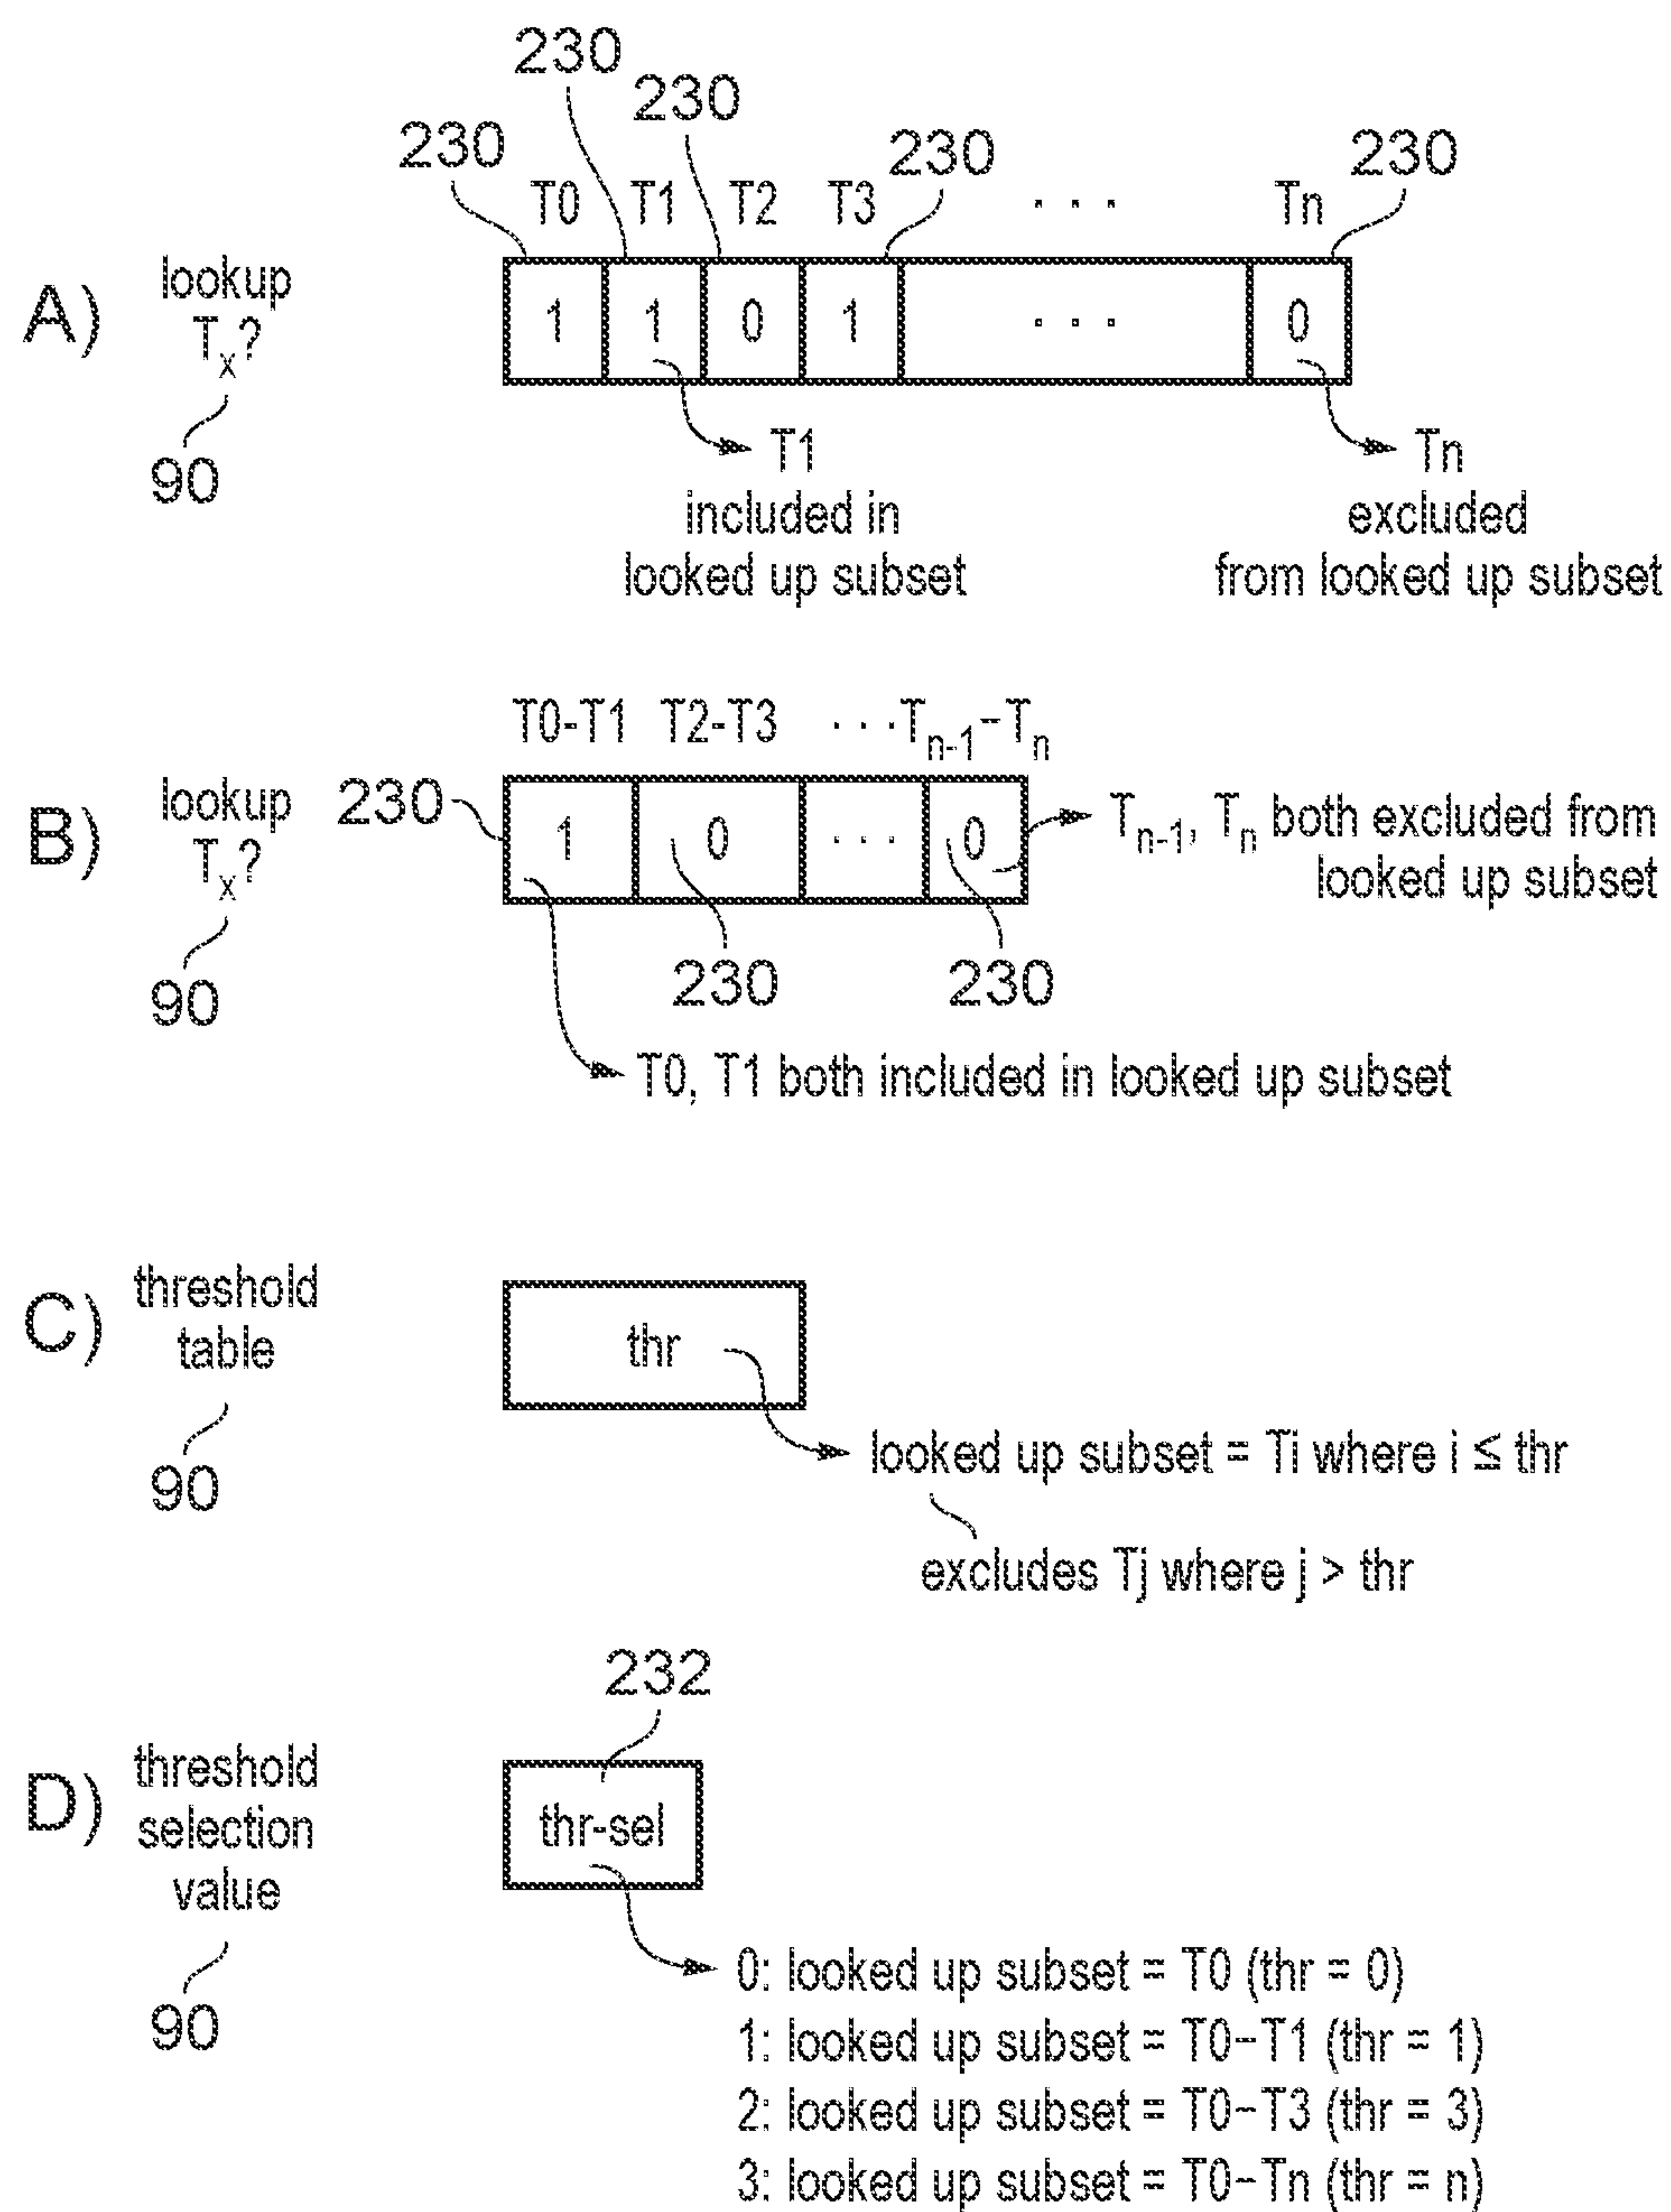 230
230
230
230
230
T0 T1 T2 T3 . . . Tn
A)
lookup
Tx?
1 1 0 1 . . . 0
90
T1
included in
looked up subset
Tn
excluded
from looked up subset
T0-T1 T2-T3 . . . Tn-1-Tn
B)
lookup
Tx?
230
1 0 . . . 0
Tn-1, Tn both excluded from
looked up subset
90
230 230
T0, T1 both included in looked up subset
C)
threshold
table
thr
90
looked up subset = Ti where i ≤ thr
excludes Tj where j > thr
232
D)
threshold
selection
value
thr-sel
90
0: looked up subset = T0 (thr = 0)
1: looked up subset = T0-T1 (thr = 1)
2: looked up subset = T0-T3 (thr = 3)
3: looked up subset = T0-Tn (thr = n)